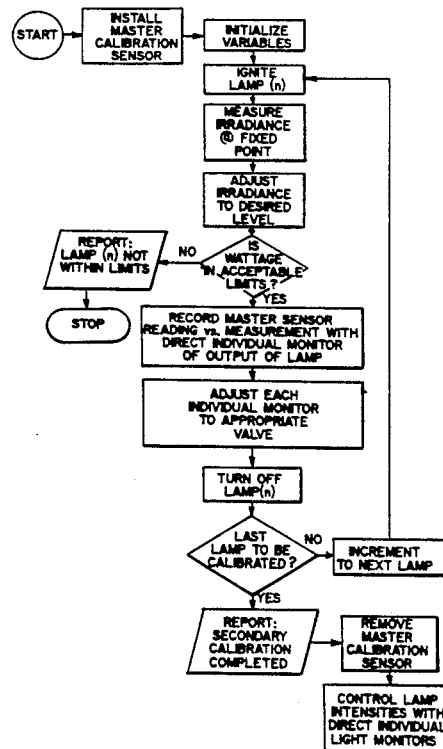 START
INSTALL
MASTER
CALIBRATION
SENSOR
INITIALIZE
VARIABLES
IGNITE
LAMP (n)
MEASURE
IRRADIANCE
@ FIXED
POINT
ADJUST
IRRADIANCE
TO DESIRED
LEVEL
IS
WATTAGE
IN ACCEPTABLE
LIMITS?
NO
REPORT:
LAMP (n) NOT
WITHIN LIMITS
STOP
YES
RECORD MASTER SENSOR
READING vs. MEASUREMENT WITH
DIRECT INDIVIDUAL MONITOR
OF OUTPUT OF LAMP
ADJUST EACH
INDIVIDUAL MONITOR
TO APPROPRIATE
VALVE
TURN OFF
LAMP(n)
LAST
LAMP TO BE
CALIBRATED?
NO
INCREMENT
TO NEXT LAMP
YES
REPORT:
SECONDARY
CALIBRATION
COMPLETED
REMOVE
MASTER
CALIBRATION
SENSOR
CONTROL LAMP
INTENSITIES WITH
DIRECT INDIVIDUAL
LIGHT MONITORS